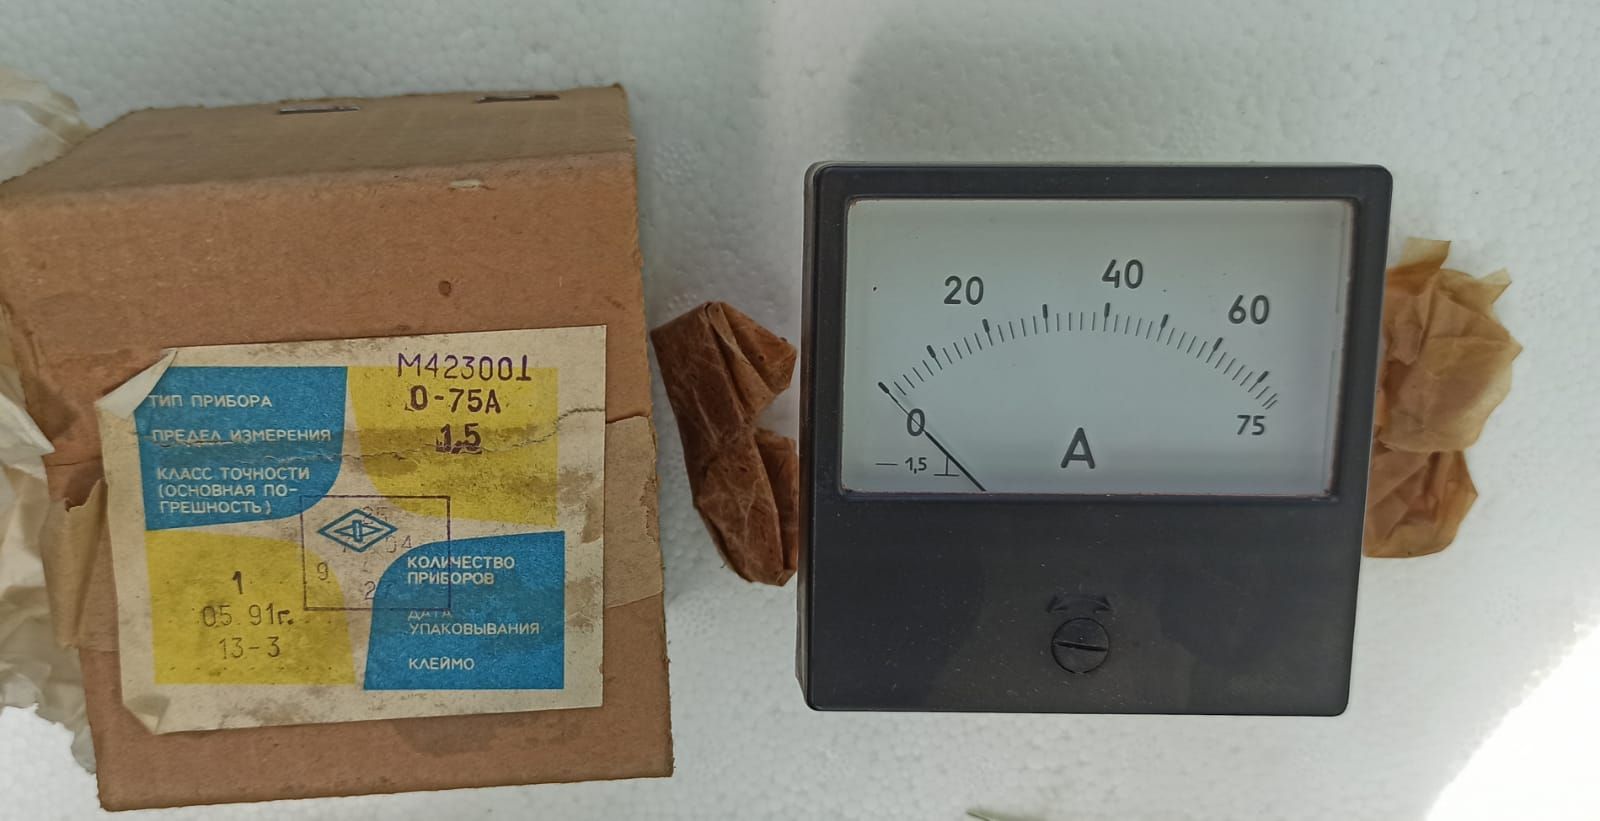 М423001
ТИП ПРИБОРА
0-75А
ПРЕДЕЛ ИЗМЕРЕНИЯ
1.5
КЛАСС ТОЧНОСТИ
(ОСНОВНАЯ ПО-
ГРЕШНОСТЬ)
КОЛИЧЕСТВО
ПРИБОРОВ
1
ДАТА
УПАКОВЫВАНИЯ
05.91г.
КЛЕЙМО
13-3
20
40
60
0
75
A
— 1,5